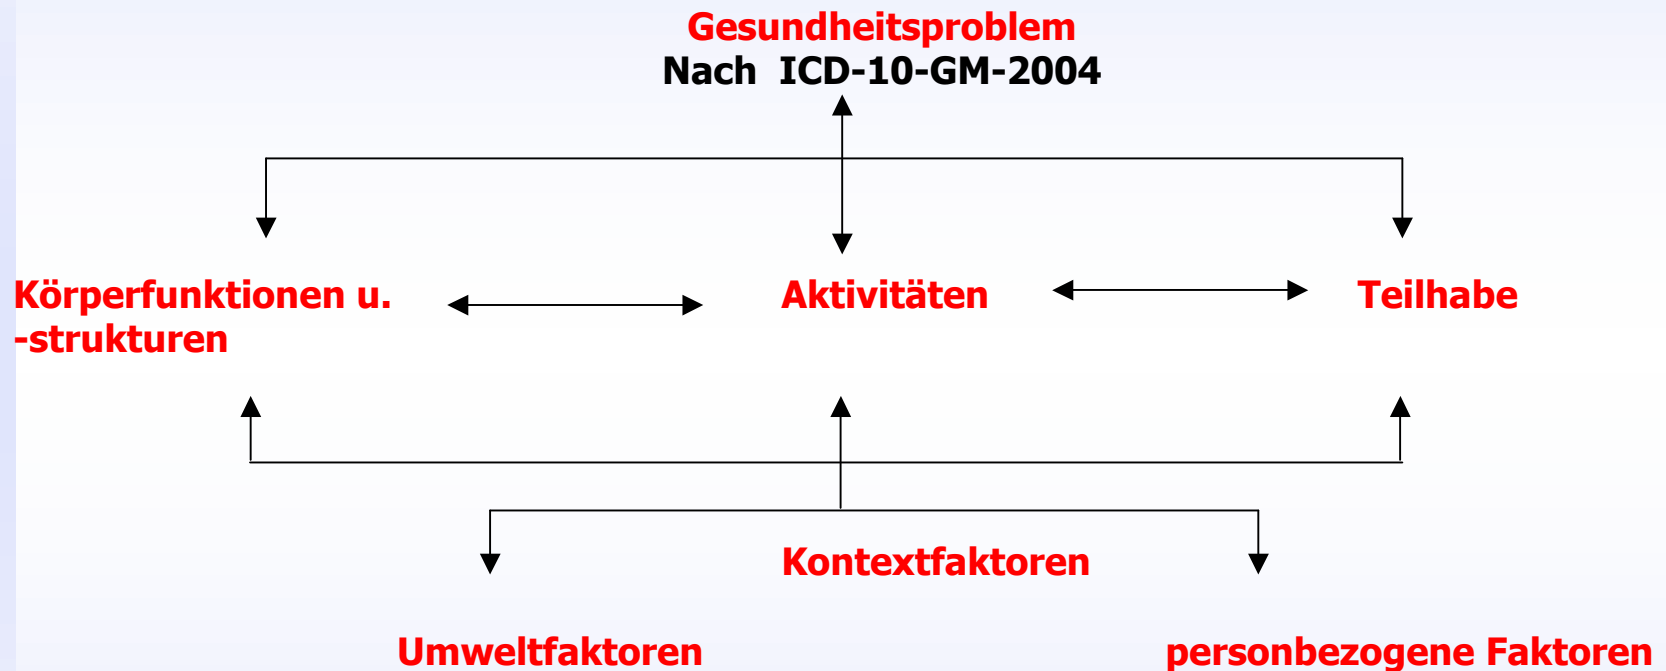 Gesundheitsproblem
Nach ICD-10-GM-2004
Körperfunktionen u.
-strukturen
Aktivitäten
Teilhabe
Kontextfaktoren
Umweltfaktoren
personbezogene Faktoren